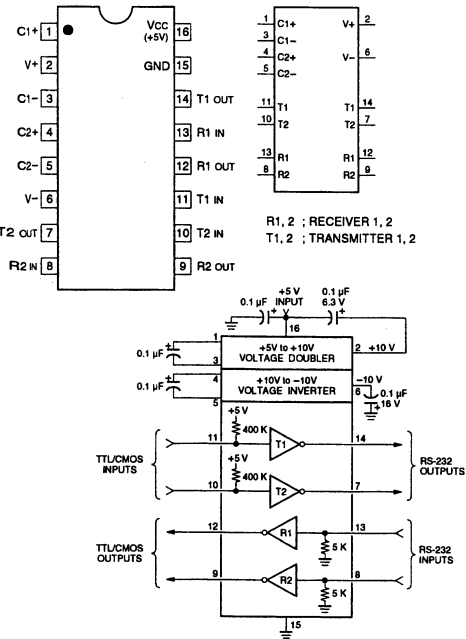 C1+ 1
VCC
(+5V)
16
V+ 2
GND 15
C1− 3
14 T1 OUT
C2+ 4
13 R1 IN
C2− 5
12 R1 OUT
V− 6
11 T1 IN
T2 OUT 7
10 T2 IN
R2 IN 8
9 R2 OUT
1 C1+ V+ 2
3 C1−
4 C2+ V− 6
5 C2−
11 T1 T1 14
10 T2 T2 7
13 R1 R1 12
8 R2 R2 9
R1, 2 ; RECEIVER 1, 2
T1, 2 ; TRANSMITTER 1, 2
+5 V
INPUT
0.1 µF
0.1 µF
6.3 V
+
+
16
1
+
0.1 µF
3
+5V to +10V
VOLTAGE DOUBLER
2 +10 V
4
+
0.1 µF
5
+10V to −10V
VOLTAGE INVERTER
−10 V
6
0.1 µF
+ 16 V
+5 V
400 K
11
T1
14
+5 V
400 K
10
T2
7
TTL/CMOS
INPUTS
RS-232
OUTPUTS
12
R1
13
5 K
9
R2
8
5 K
TTL/CMOS
OUTPUTS
RS-232
INPUTS
15